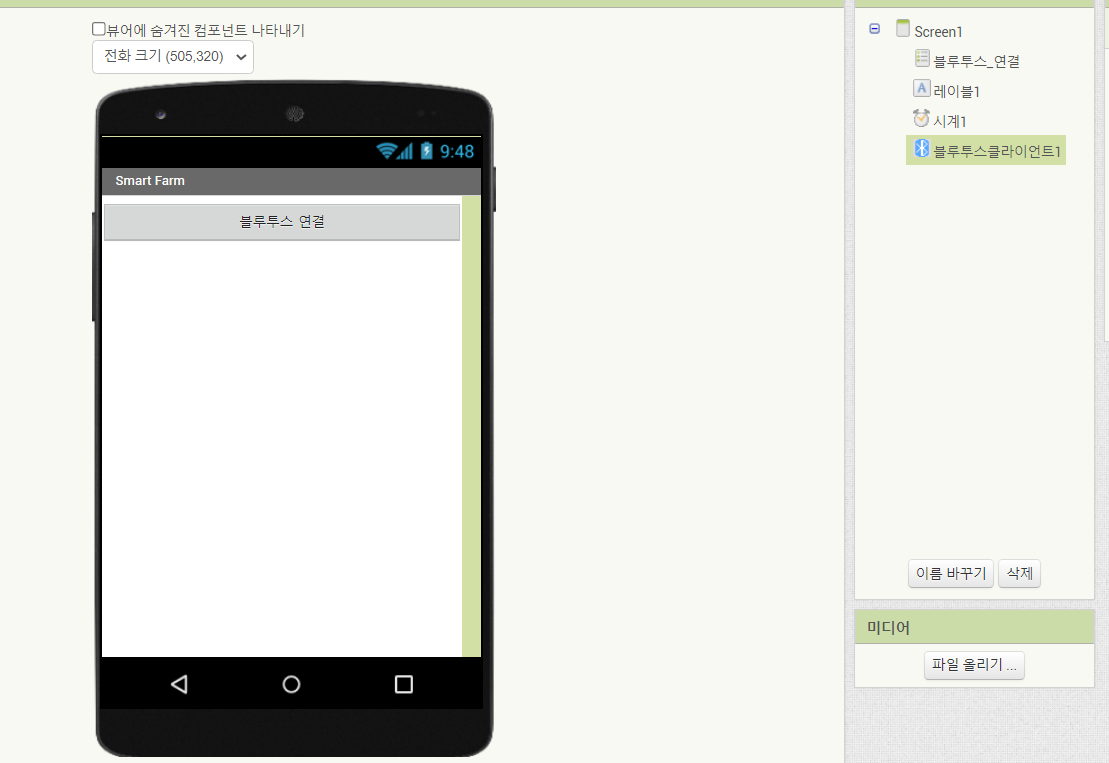 뷰어에 숨겨진 컴포넌트 나타내기
전화 크기 (505,320)
9:48
Smart Farm
블루투스 연결
Screen1
블루투스_연결
A 레이블1
시계1
블루투스클라이언트1
이름 바꾸기 삭제
미디어
파일 올리기 ...